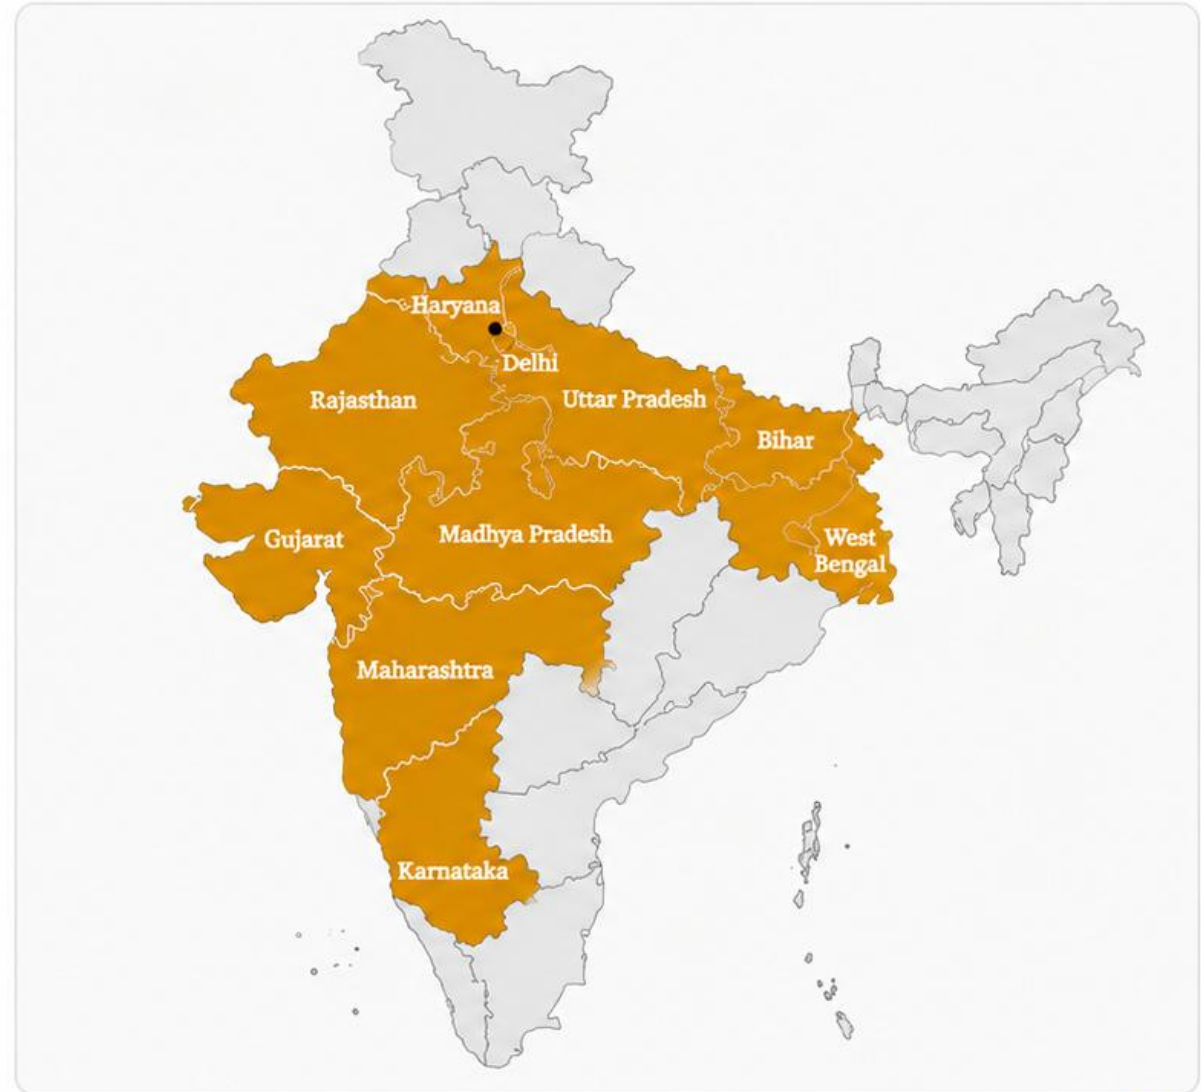 Haryana
Delhi
Rajasthan
Uttar Pradesh
Bihar
Gujarat
Madhya Pradesh
West
Bengal
Maharashtra
Karnataka